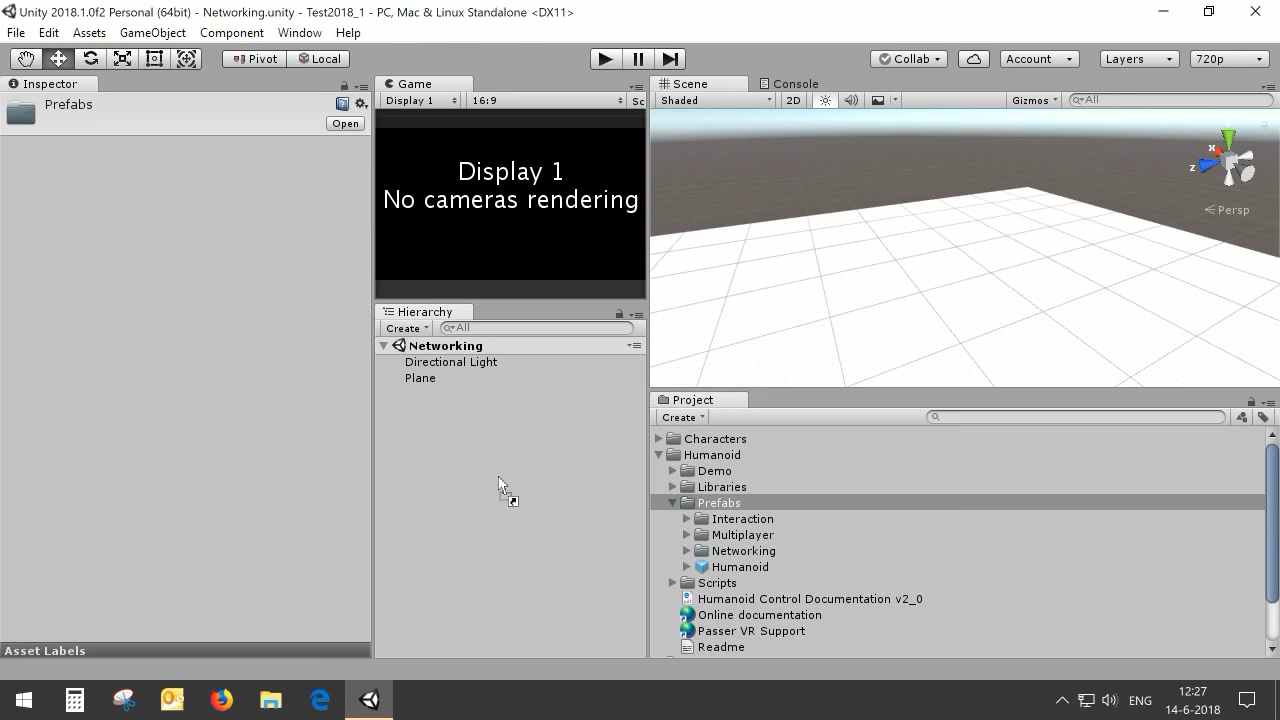 Unity 2018.1.0f2 Personal (64bit) - Networking.unity - Test2018_1 - PC, Mac & Linux Standalone <DX11>
File Edit Assets GameObject Component Window Help
Pivot Local Collab Account Layers 720p
Inspector
Prefabs
Open
Asset Labels
Game
Display 1 16:9 Sc
Display 1
No cameras rendering
Hierarchy
Create All
Networking
Directional Light
Plane
Scene Console
Shaded 2D Gizmos All
x
z
Persp
Project
Create
Characters
Humanoid
Demo
Libraries
Prefabs
Interaction
Multiplayer
Networking
Humanoid
Scripts
Humanoid Control Documentation v2_0
Online documentation
Passer VR Support
Readme
ENG
12:27
14-6-2018